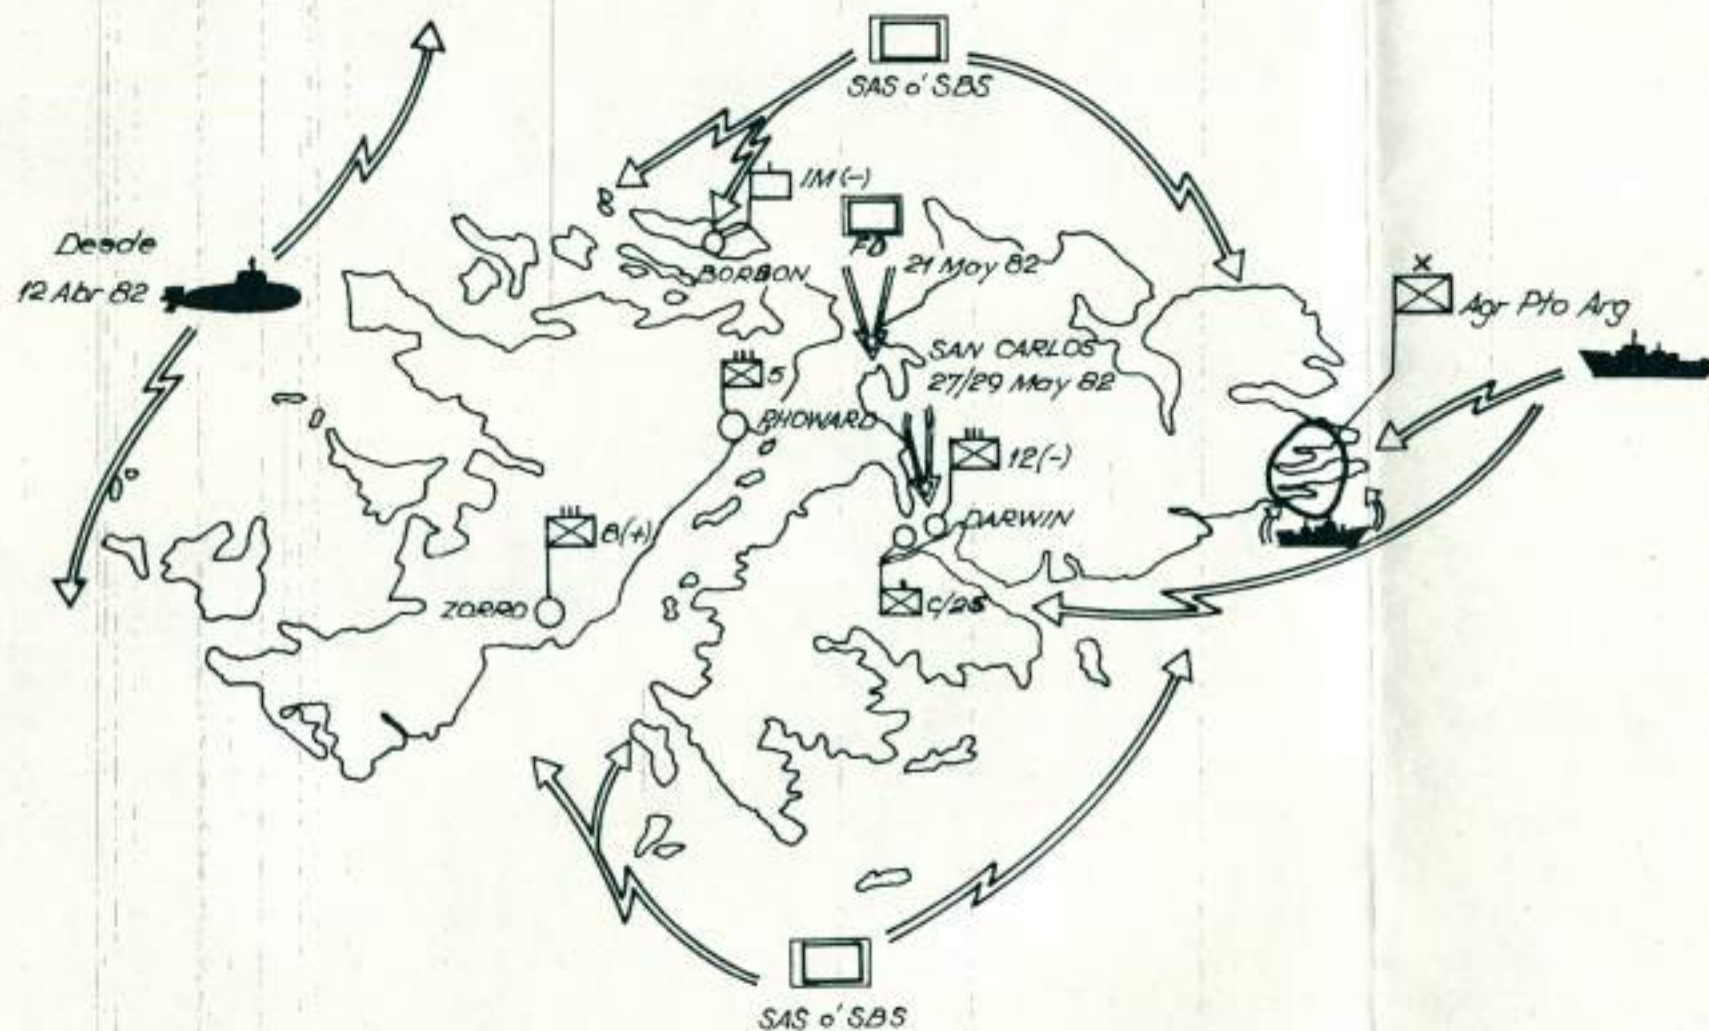 SAS o' SBS
IM (-)
Desde
12 Abr 82
BORBON
FD
21 May 82
Agr Pto Arg
SAN CARLOS
27/29 May 82
5
RHOWARD
12 (-)
DARWIN
8 (+)
ZORRO
C/25
SAS o' SBS